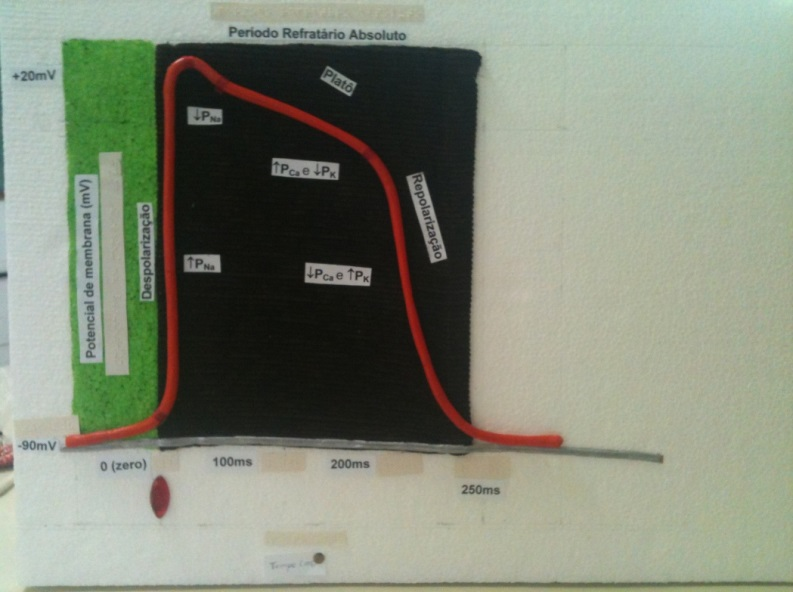 Período Refratário Absoluto
+20mV
Platô
↓PNa
↑PCa e ↓PK
Repolarização
Potencial de membrana (mV)
Despolarização
↑PNa
↓PCa e ↑PK
-90mV
0 (zero)
100ms
200ms
250ms
Tempo